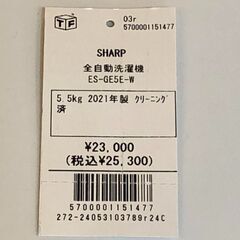 TF
03r
5700001151477
SHARP
全自動洗濯機
ES-GE5E-W
5.5kg 2021年製 クリーニング
済
¥23,000
(税込¥25,300)
5700001151477
272-24053103789r24C